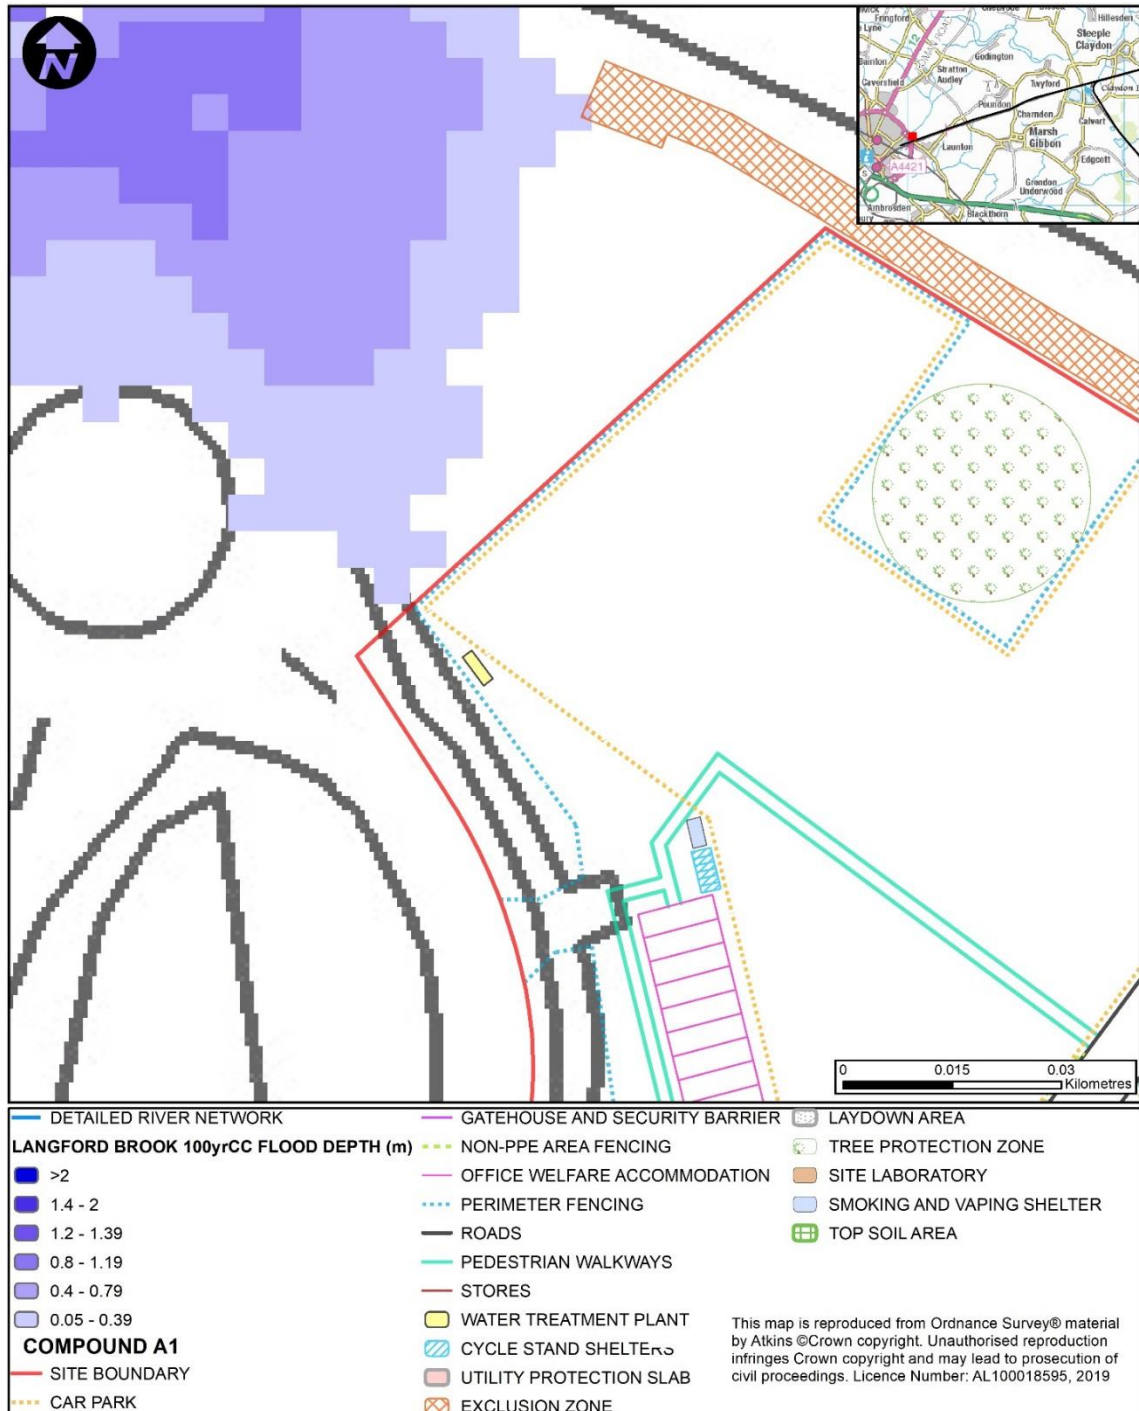 N
Fringford
Hillesden
Lyne
12
ROMAN ROAD
Steeple
Claydon
Godington
Stratton
Audley
Caversfield
Twyford
Poundon
Charndon
Calvert
Launton
Marsh
Gibbon
Edgcott
A4421
Grendon
Underwood
Ambrosden
Blackthorn
0 0.015 0.03
Kilometres
DETAILED RIVER NETWORK
LANGFORD BROOK 100yrCC FLOOD DEPTH (m)
>2
1.4 - 2
1.2 - 1.39
0.8 - 1.19
0.4 - 0.79
0.05 - 0.39
COMPOUND A1
SITE BOUNDARY
CAR PARK
GATEHOUSE AND SECURITY BARRIER
NON-PPE AREA FENCING
OFFICE WELFARE ACCOMMODATION
PERIMETER FENCING
ROADS
PEDESTRIAN WALKWAYS
STORES
WATER TREATMENT PLANT
CYCLE STAND SHELTERS
UTILITY PROTECTION SLAB
EXCLUSION ZONE
LAYDOWN AREA
TREE PROTECTION ZONE
SITE LABORATORY
SMOKING AND VAPING SHELTER
TOP SOIL AREA
This map is reproduced from Ordnance Survey® material
by Atkins ©Crown copyright. Unauthorised reproduction
infringes Crown copyright and may lead to prosecution of
civil proceedings. Licence Number: AL100018595, 2019